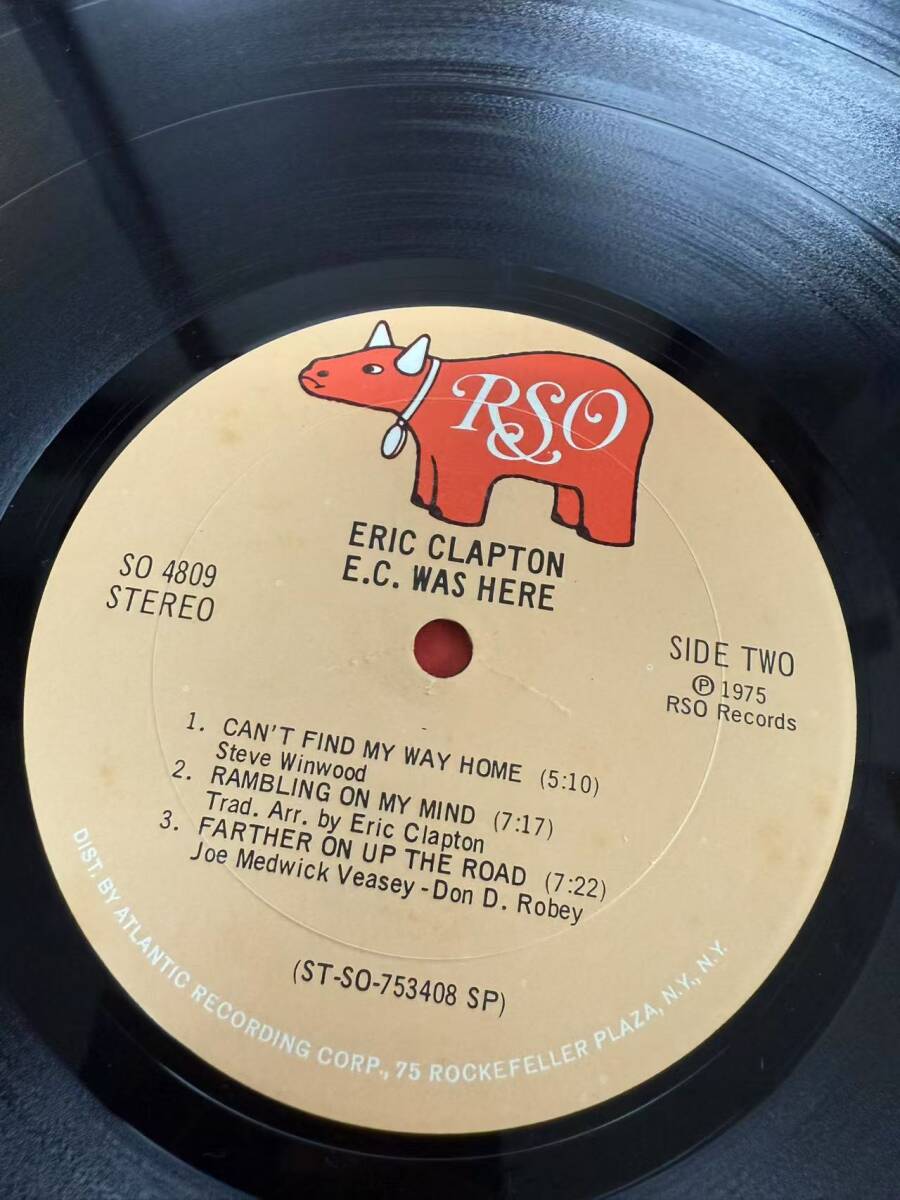 RSO
ERIC CLAPTON
E.C. WAS HERE
SO 4809
STEREO
SIDE TWO
℗ 1975
RSO Records
1. CAN'T FIND MY WAY HOME (5:10)
Steve Winwood
2. RAMBLING ON MY MIND (7:17)
Trad. Arr. by Eric Clapton
3. FARTHER ON UP THE ROAD (7:22)
Joe Medwick Veasey - Don D. Robey
(ST-SO-753408 SP)
DIST. BY ATLANTIC RECORDING CORP., 75 ROCKEFELLER PLAZA, N.Y., N.Y.